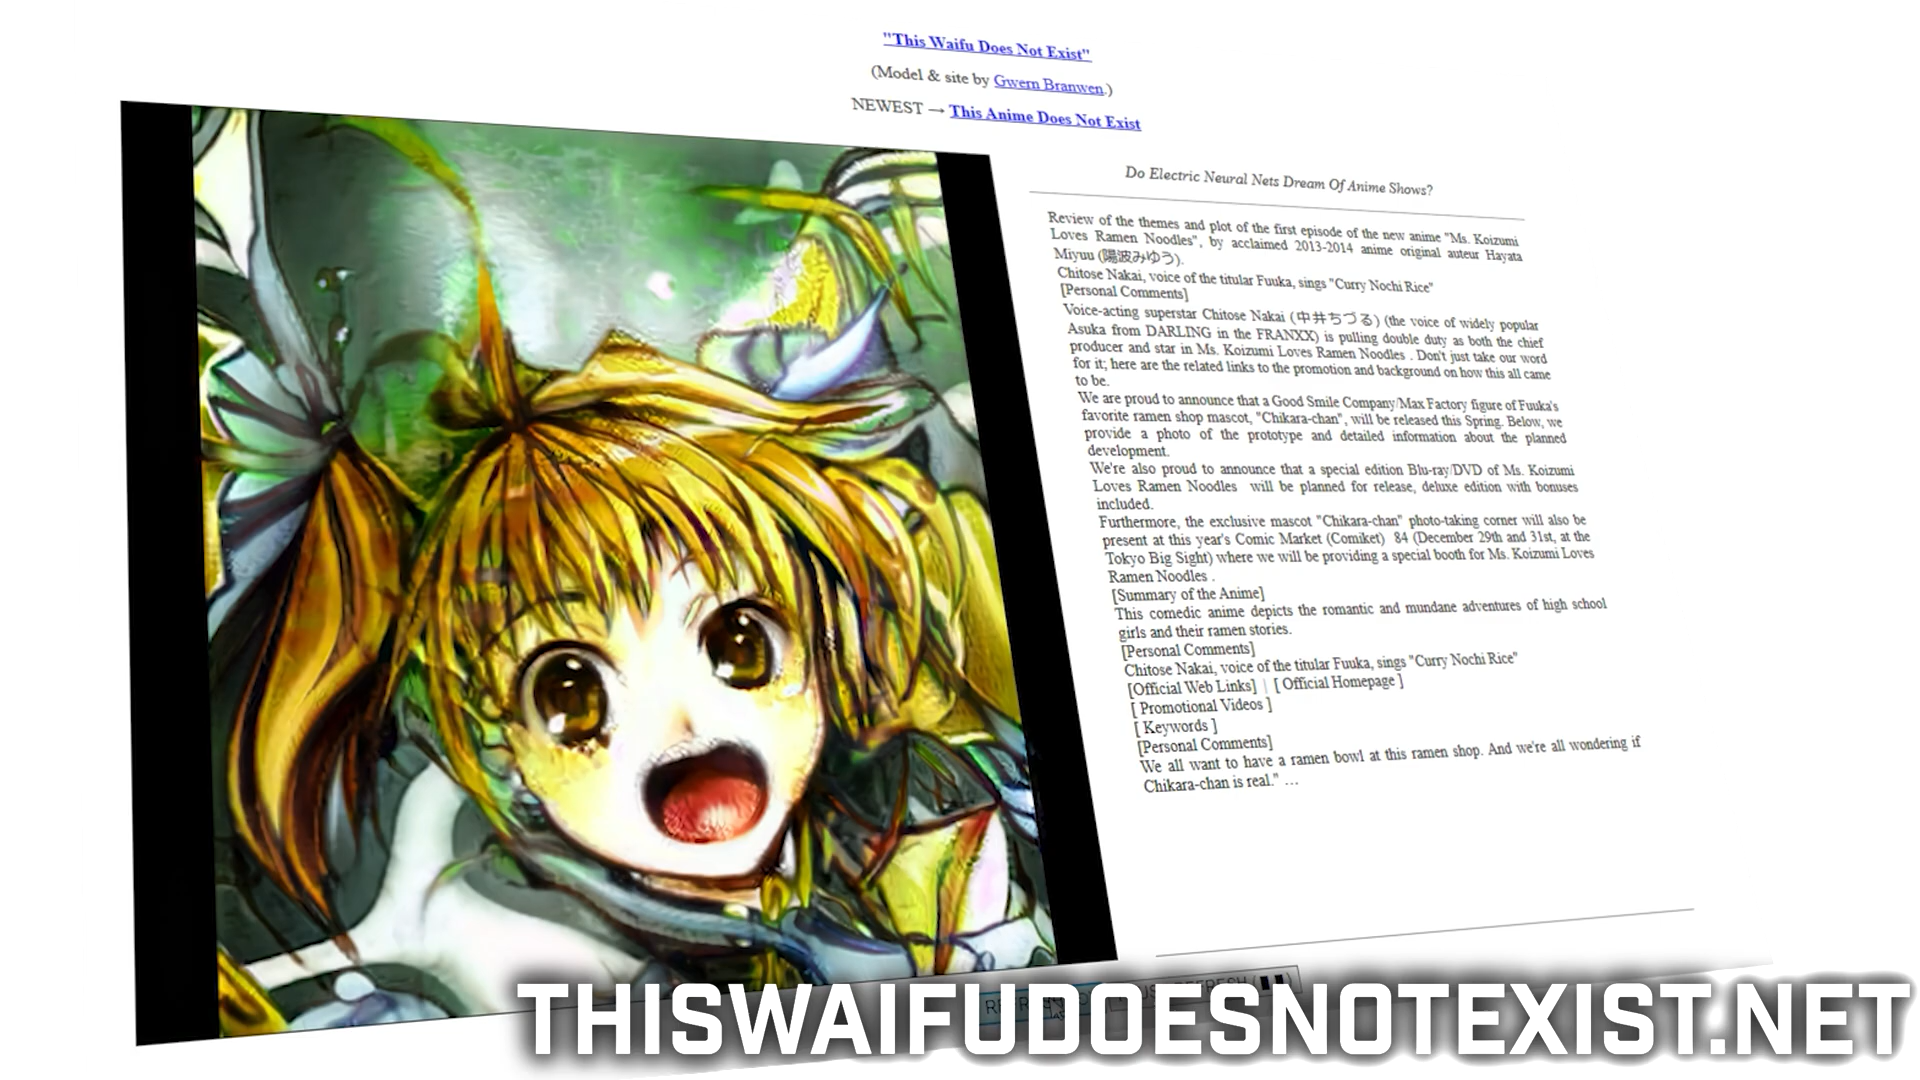 "This Waifu Does Not Exist"
(Model & site by Gwern Branwen.)
NEWEST → This Anime Does Not Exist
Do Electric Neural Nets Dream Of Anime Shows?
Review of the themes and plot of the first episode of the new anime "Ms. Koizumi
Loves Ramen Noodles", by acclaimed 2013-2014 anime original auteur Hayata
Miyuu (陽波みゆう).
Chitose Nakai, voice of the titular Fuuka, sings "Curry Nochi Rice"
[Personal Comments]
Voice-acting superstar Chitose Nakai (中井ちづる) (the voice of widely popular
Asuka from DARLING in the FRANXX) is pulling double duty as both the chief
producer and star in Ms. Koizumi Loves Ramen Noodles . Don't just take our word
for it; here are the related links to the promotion and background on how this all came
to be.
We are proud to announce that a Good Smile Company/Max Factory figure of Fuuka's
favorite ramen shop mascot, "Chikara-chan", will be released this Spring. Below, we
provide a photo of the prototype and detailed information about the planned
development.
We're also proud to announce that a special edition Blu-ray/DVD of Ms. Koizumi
Loves Ramen Noodles will be planned for release, deluxe edition with bonuses
included.
Furthermore, the exclusive mascot "Chikara-chan" photo-taking corner will also be
present at this year's Comic Market (Comiket) 84 (December 29th and 31st, at the
Tokyo Big Sight) where we will be providing a special booth for Ms. Koizumi Loves
Ramen Noodles .
[Summary of the Anime]
This comedic anime depicts the romantic and mundane adventures of high school
girls and their ramen stories.
[Personal Comments]
Chitose Nakai, voice of the titular Fuuka, sings "Curry Nochi Rice"
[Official Web Links] | [ Official Homepage ]
[ Promotional Videos ]
[ Keywords ]
[Personal Comments]
We all want to have a ramen bowl at this ramen shop. And we're all wondering if
Chikara-chan is real." …
THISWAIFUDOESNOTEXIST.NET